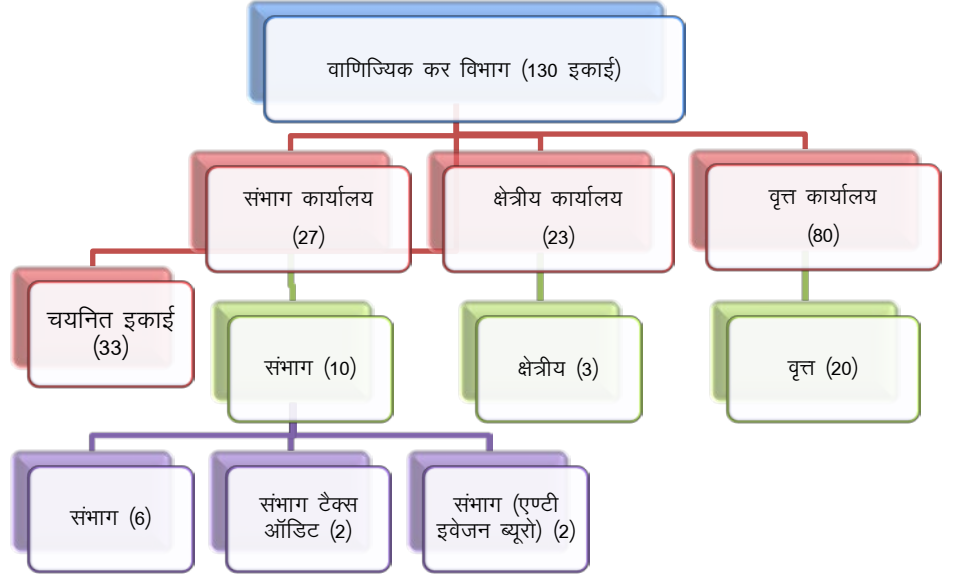 वाणिज्यिक कर विभाग (130 इकाई)
संभाग कार्यालय
(27)
क्षेत्रीय कार्यालय
(23)
वृत्त कार्यालय
(80)
चयनित इकाई
(33)
संभाग (10)
क्षेत्रीय (3)
वृत्त (20)
संभाग (6)
संभाग टैक्स
ऑडिट (2)
संभाग (एण्टी
इवेजन ब्यूरो) (2)